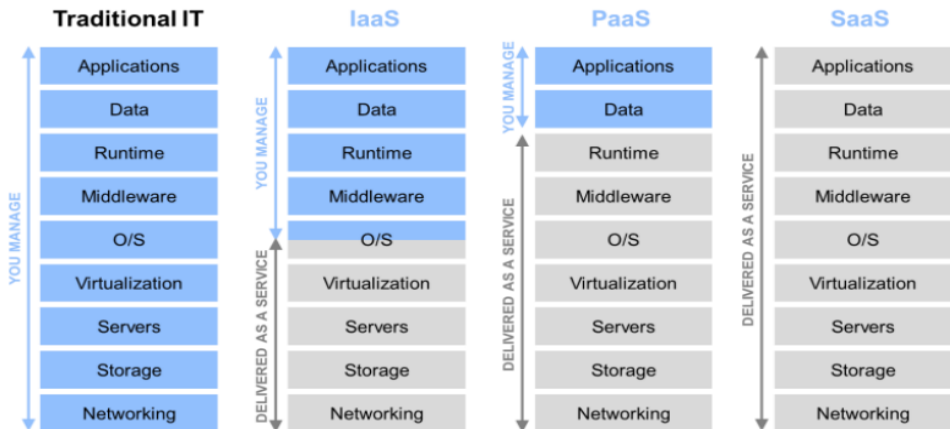 Traditional IT IaaS PaaS SaaS
YOU MANAGE
Applications
Data
Runtime
Middleware
O/S
Virtualization
Servers
Storage
Networking
YOU MANAGE
DELIVERED AS A SERVICE
Applications
Data
Runtime
Middleware
O/S
Virtualization
Servers
Storage
Networking
YOU MANAGE
DELIVERED AS A SERVICE
Applications
Data
Runtime
Middleware
O/S
Virtualization
Servers
Storage
Networking
DELIVERED AS A SERVICE
Applications
Data
Runtime
Middleware
O/S
Virtualization
Servers
Storage
Networking